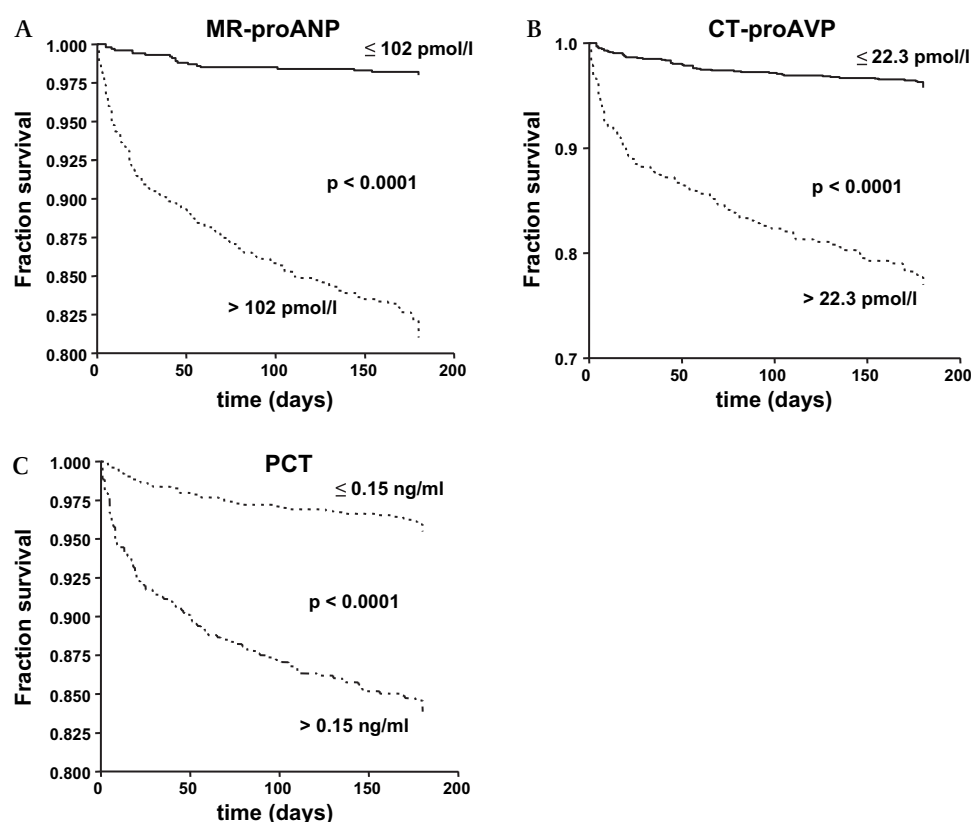 A
MR-proANP
Fraction survival
1.000
0.975
0.950
0.925
0.900
0.875
0.850
0.825
0.800
≤ 102 pmol/l
p < 0.0001
> 102 pmol/l
0 50 100 150 200
time (days)
B
CT-proAVP
Fraction survival
1.0
0.9
0.8
0.7
≤ 22.3 pmol/l
p < 0.0001
> 22.3 pmol/l
0 50 100 150 200
time (days)
C
PCT
Fraction survival
1.000
0.975
0.950
0.925
0.900
0.875
0.850
0.825
0.800
≤ 0.15 ng/ml
p < 0.0001
> 0.15 ng/ml
0 50 100 150 200
time (days)